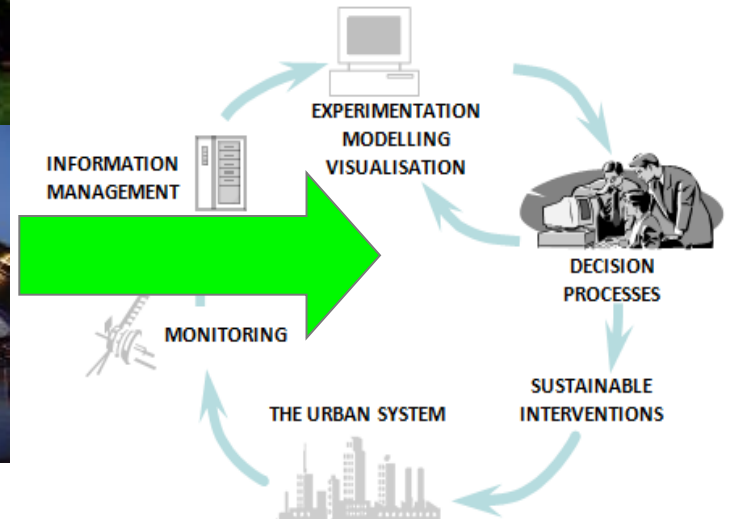 EXPERIMENTATION
MODELLING
VISUALISATION
INFORMATION
MANAGEMENT
DECISION
PROCESSES
MONITORING
SUSTAINABLE
INTERVENTIONS
THE URBAN SYSTEM